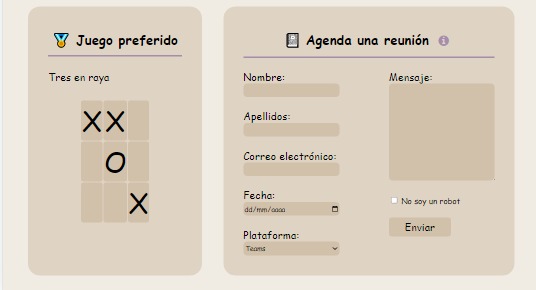 Juego preferido
Tres en raya
X X
O
X
Agenda una reunión
Nombre:
Apellidos:
Correo electrónico:
Fecha:
dd/mm/aaaa
Plataforma:
Teams
Mensaje:
No soy un robot
Enviar